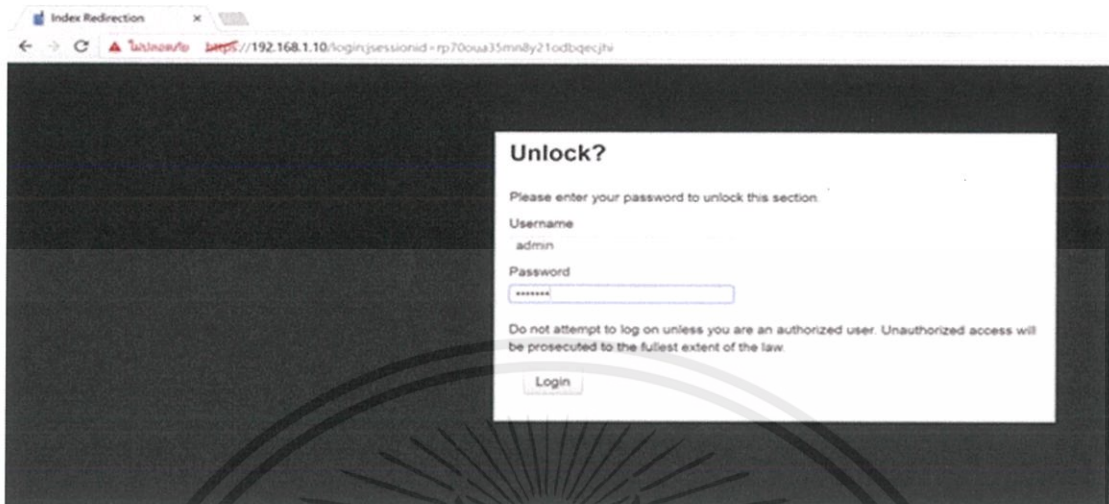 Index Redirection
ไม่ปลอดภัย https://192.168.1.10/login;jsessionid=rp70oua35mn8y21odbqecjhi
Unlock?
Please enter your password to unlock this section.
Username
admin
Password
Do not attempt to log on unless you are an authorized user. Unauthorized access will
be prosecuted to the fullest extent of the law.
Login